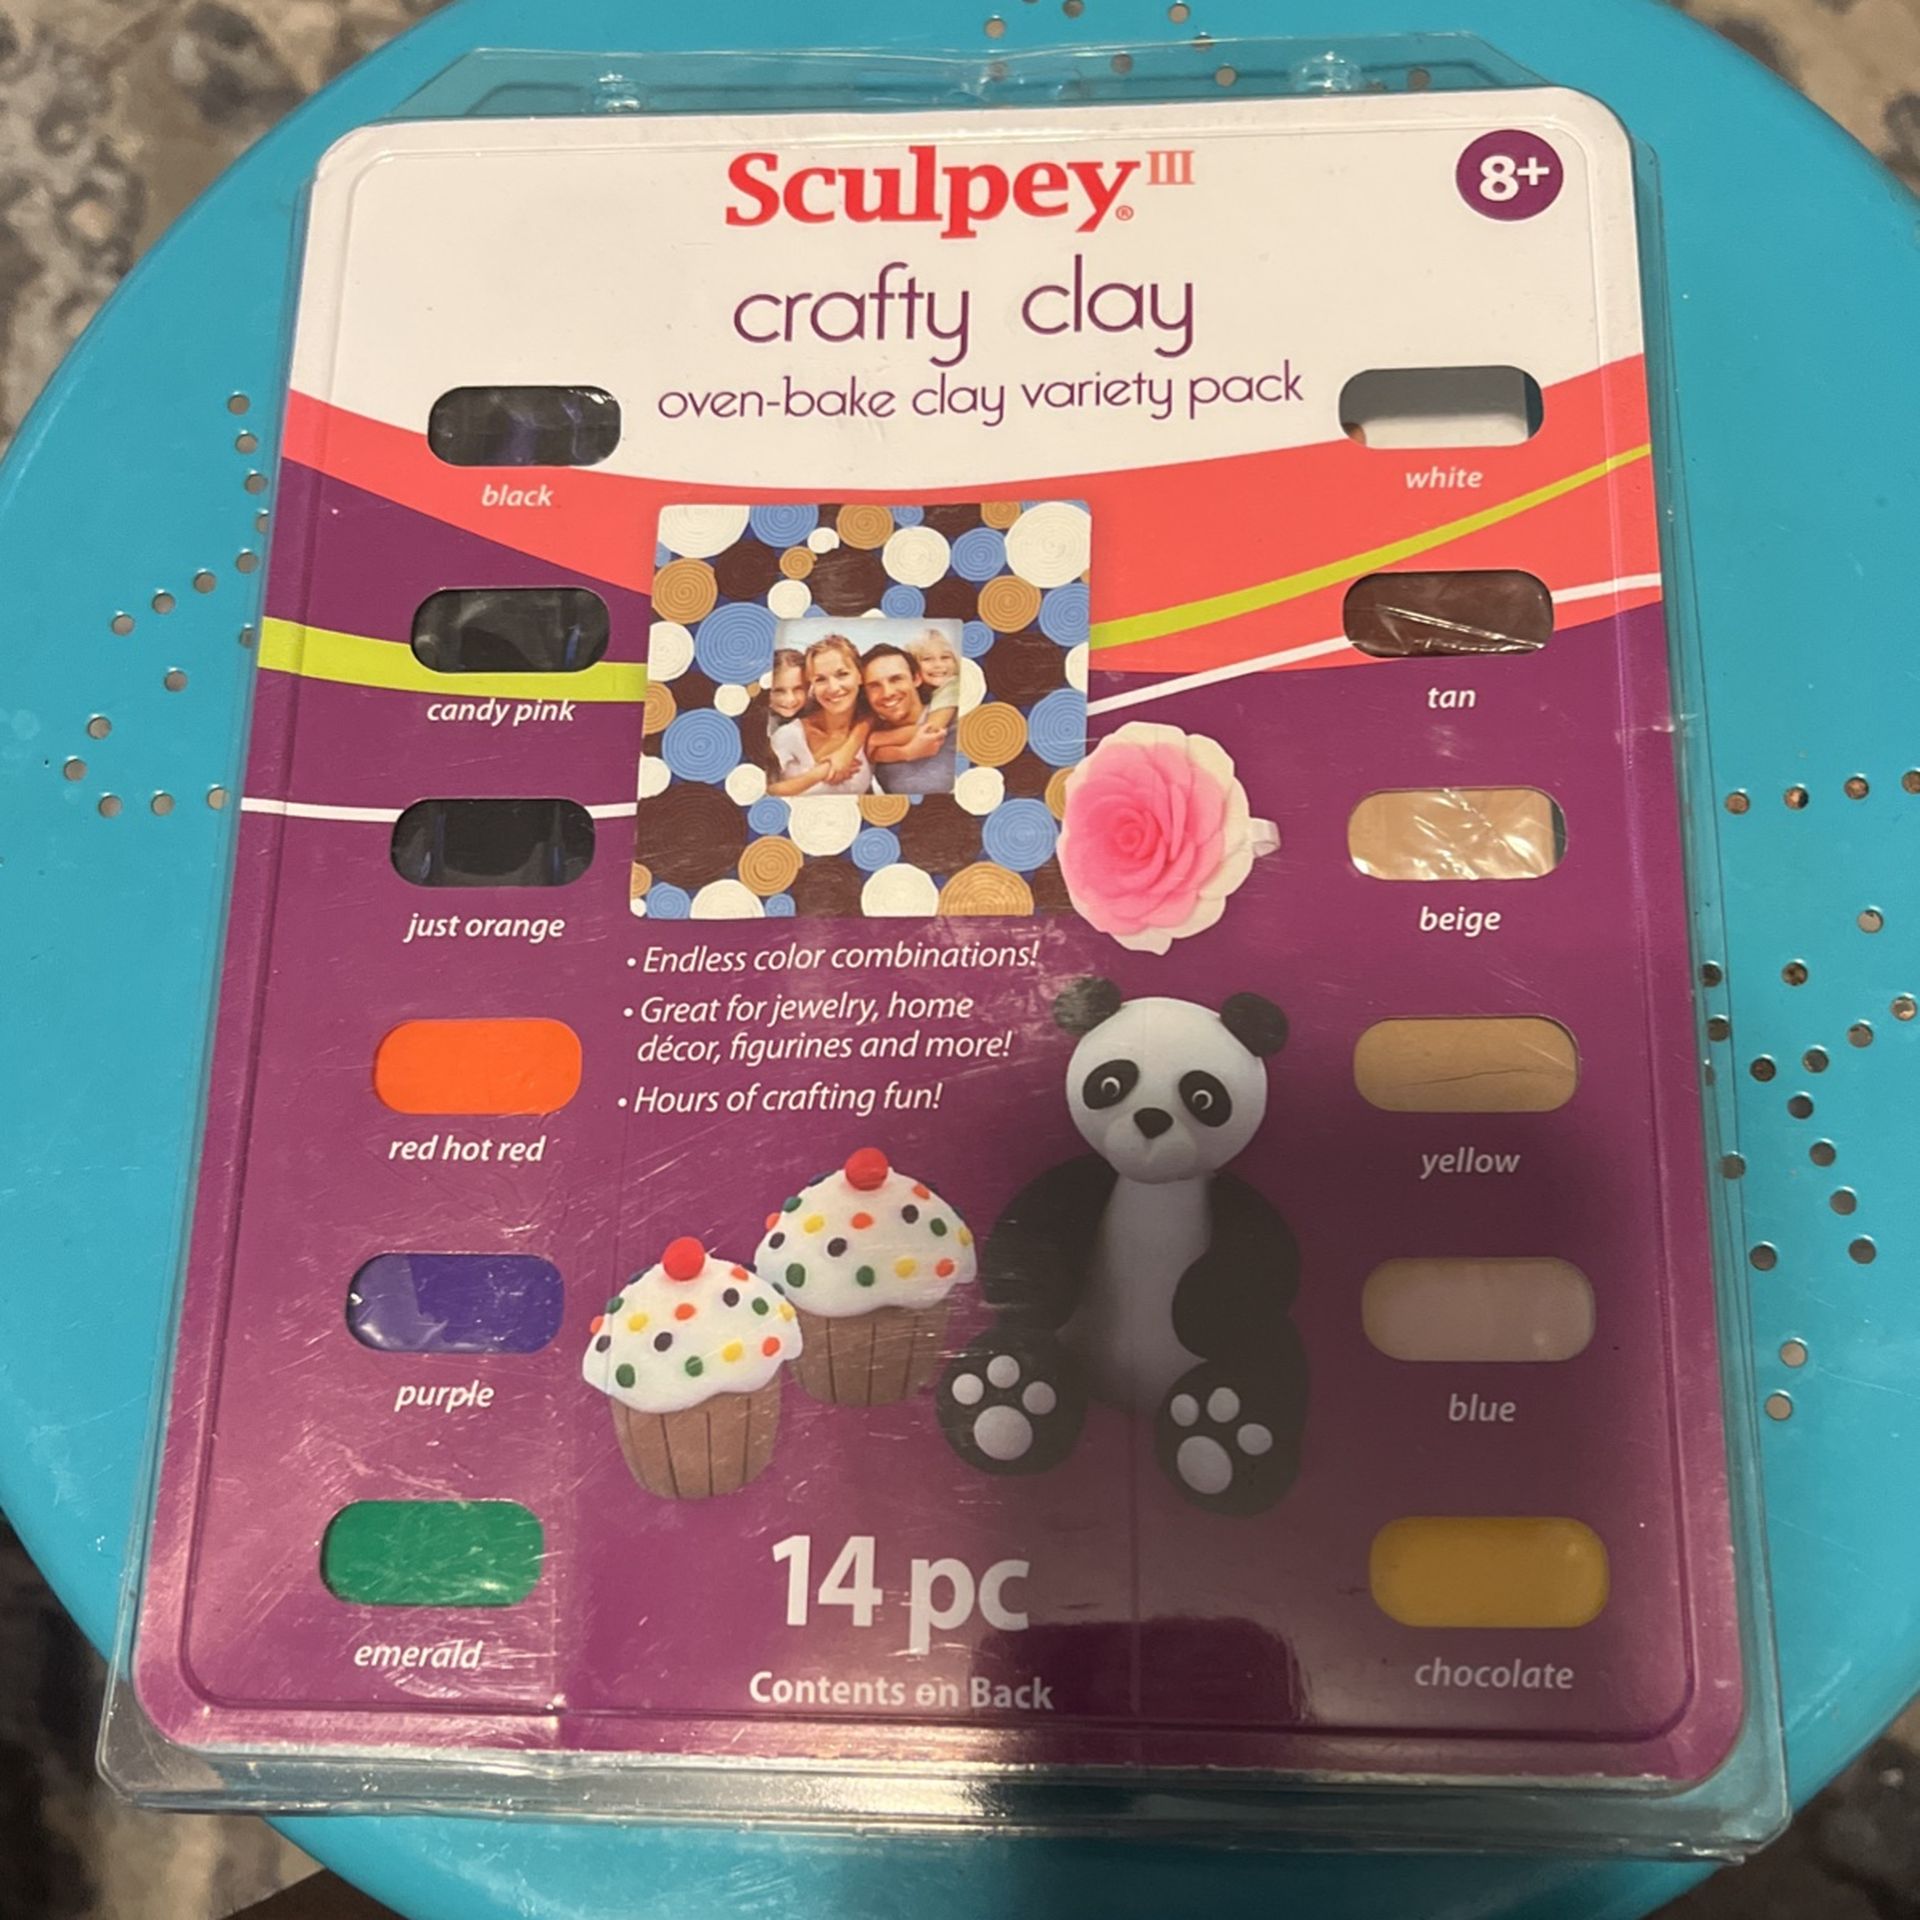 Sculpey® III
8+
crafty clay
oven-bake clay variety pack
black
white
candy pink
tan
just orange
beige
• Endless color combinations!
• Great for jewelry, home
décor, figurines and more!
• Hours of crafting fun!
red hot red
yellow
purple
blue
emerald
chocolate
14 pc
Contents on Back